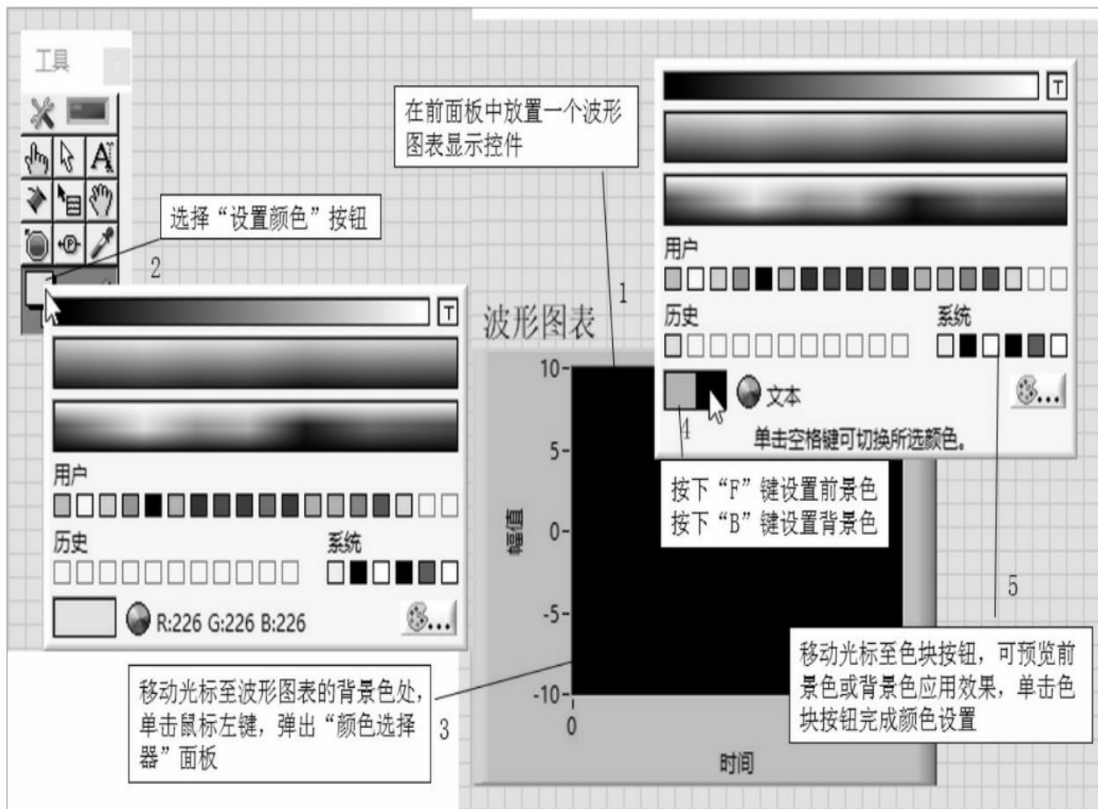 工具
在前面板中放置一个波形
图表显示控件
T
选择“设置颜色”按钮
2
1
用户
历史
系统
文本
4
单击空格键可切换所选颜色。
T
波形图表
10
5
0
-5
-10
幅值
0
时间
用户
历史
系统
R:226 G:226 B:226
按下“F”键设置前景色
按下“B”键设置背景色
5
移动光标至波形图表的背景色处，
单击鼠标左键，弹出“颜色选择
器”面板
3
移动光标至色块按钮，可预览前
景色或背景色应用效果，单击色
块按钮完成颜色设置